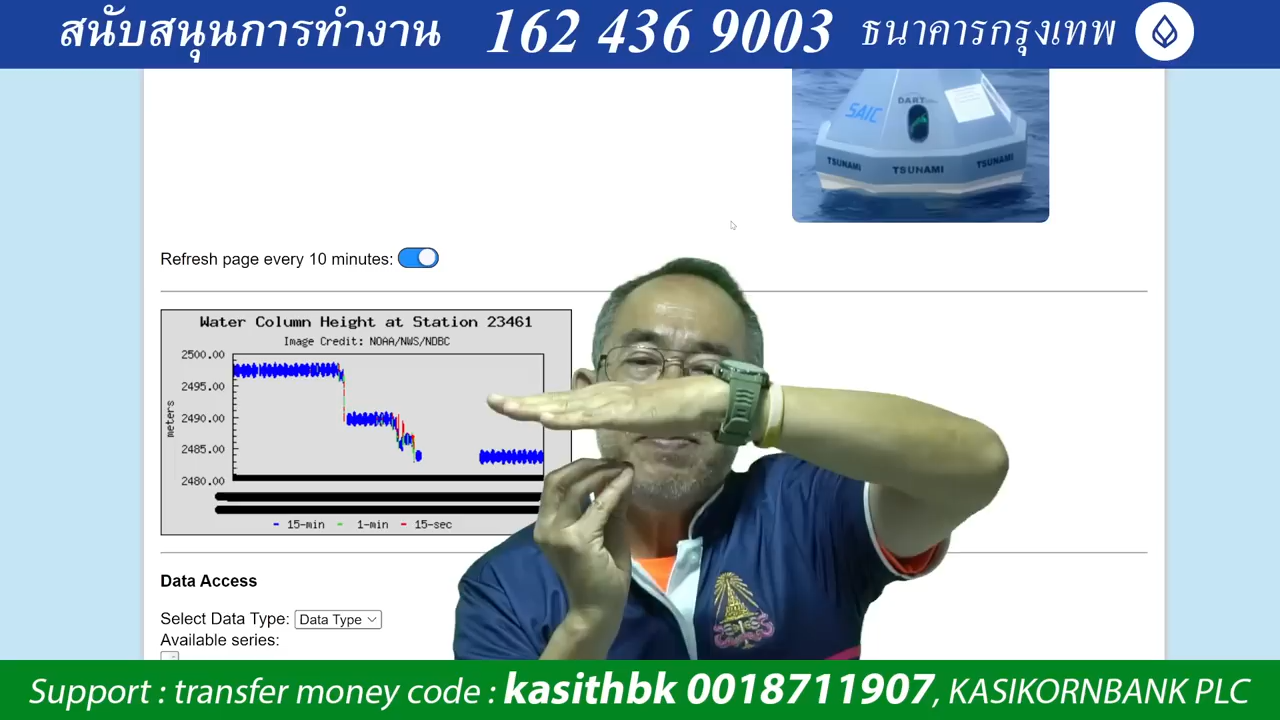 สนับสนุนการทำงาน 162 436 9003 ธนาคารกรุงเทพ
SAIC
DART
TSUNAMI TSUNAMI TSUNAMI
Refresh page every 10 minutes:
Water Column Height at Station 23461
Image Credit: NOAA/NWS/NDBC
2500.00
2495.00
2490.00
2485.00
2480.00
meters
15-min 1-min 15-sec
Data Access
Select Data Type: Data Type
Available series:
Support : transfer money code : kasithbk 0018711907, KASIKORNBANK PLC